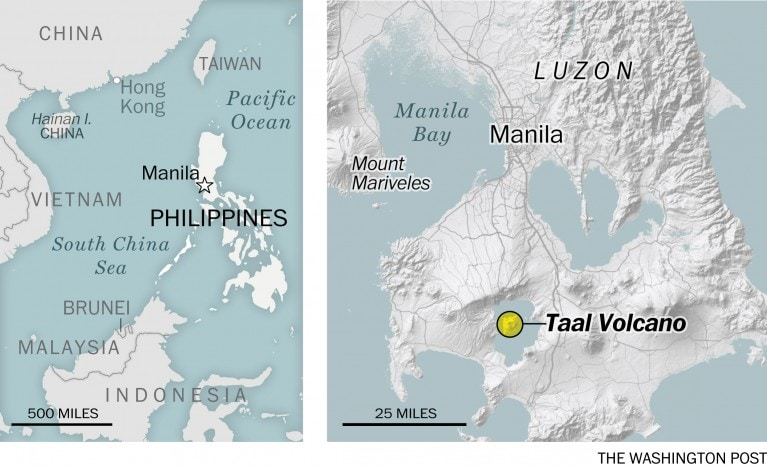 CHINA
TAIWAN
Hong
Kong
Hainan I.
CHINA
Pacific
Ocean
Manila
VIETNAM
PHILIPPINES
South China
Sea
BRUNEI
MALAYSIA
INDONESIA
500 MILES
LUZON
Manila
Bay
Manila
Mount
Mariveles
Taal Volcano
25 MILES
THE WASHINGTON POST